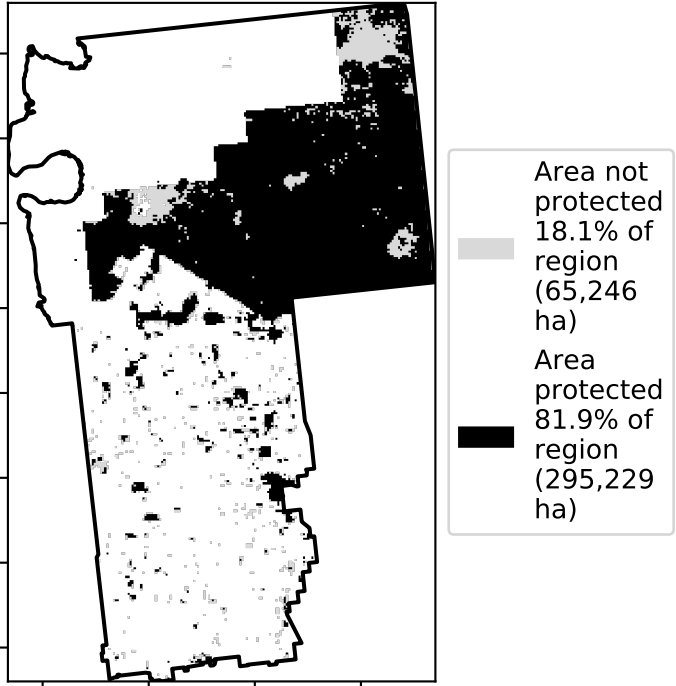 Area not
protected
18.1% of
region
(65,246
ha)
Area
protected
81.9% of
region
(295,229
ha)